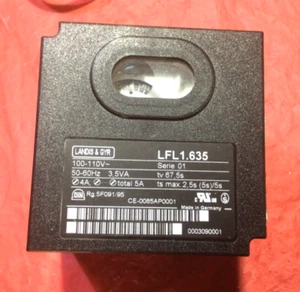 LANDIS & GYR LFL1.635
100-110V~ Serie 01
50-60Hz 3,5VA tv 67,5s
4A, total 5A ts max 2,5s (5s)/5s
DIN Rg.5F091/95
CE-0085AP0001
Made in Germany
0003090001